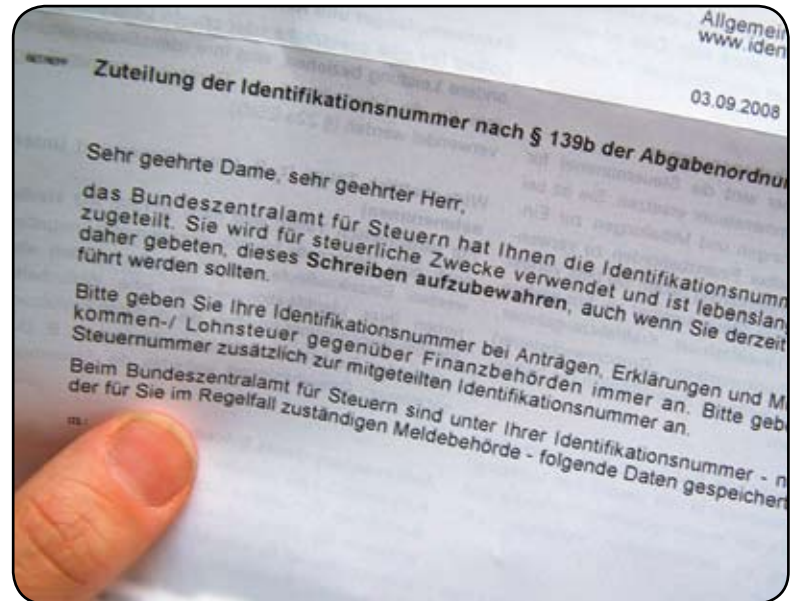 Allgemei
www.iden
03.09.2008
Zuteilung der Identifikationsnummer nach § 139b der Abgabenordnu
Sehr geehrte Dame, sehr geehrter Herr,
das Bundeszentralamt für Steuern hat Ihnen die Identifikationsnumm
zugeteilt. Sie wird für steuerliche Zwecke verwendet und ist lebenslan
daher gebeten, dieses Schreiben aufzubewahren, auch wenn Sie derzeit
führt werden sollten.
Bitte geben Sie Ihre Identifikationsnummer bei Anträgen, Erklärungen und M
kommen-/ Lohnsteuer gegenüber Finanzbehörden immer an. Bitte geb
Steuernummer zusätzlich zur mitgeteilten Identifikationsnummer an.
Beim Bundeszentralamt für Steuern sind unter Ihrer Identifikationsnummer - n
der für Sie im Regelfall zuständigen Meldebehörde - folgende Daten gespeichert